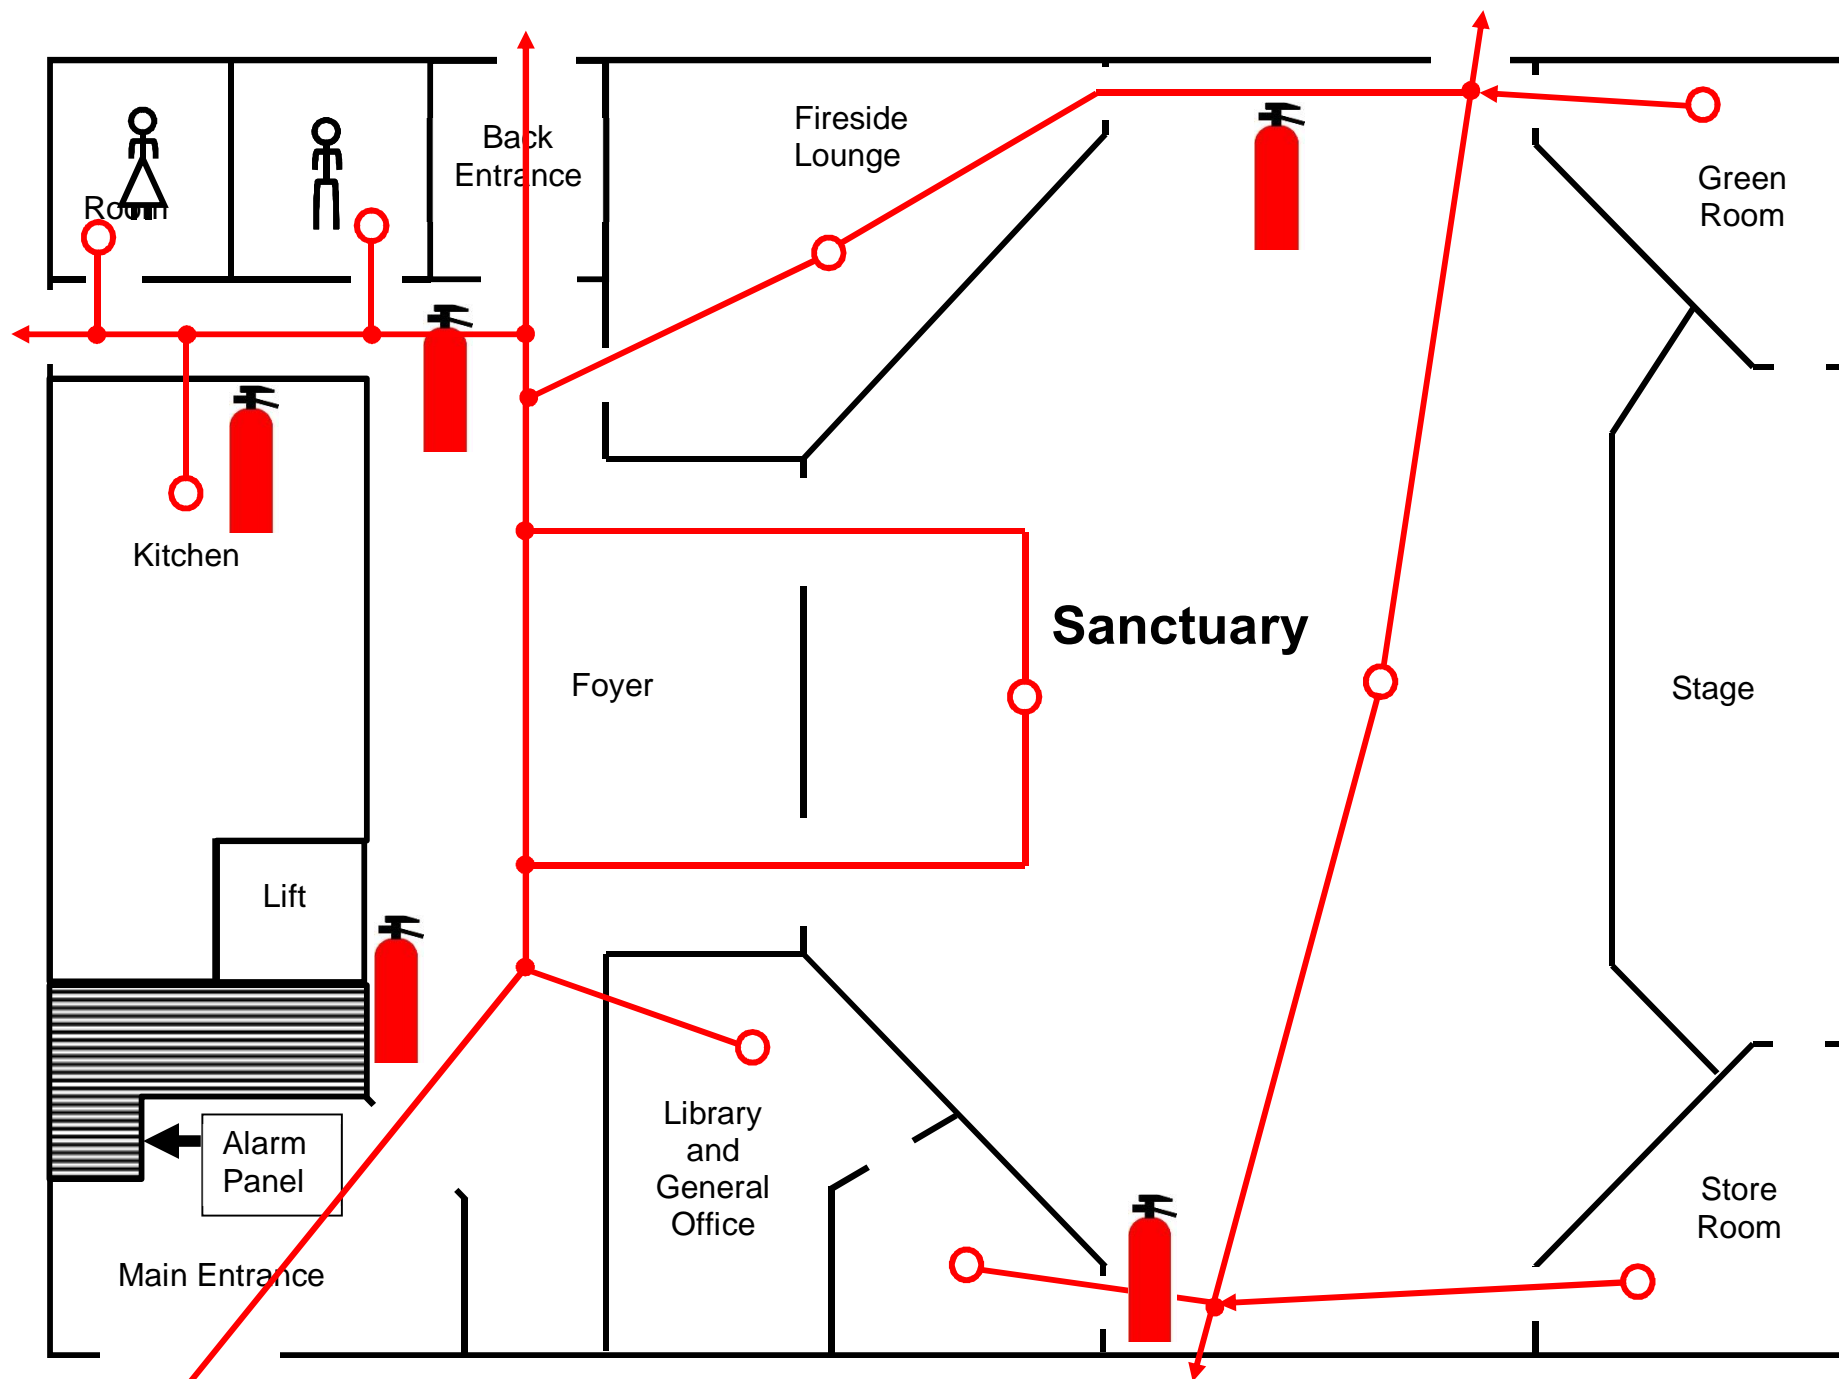 Fireside
Lounge
Back
Entrance
Green
Room
Room
Kitchen
Sanctuary
Foyer
Stage
Lift
Library
and
General
Office
Alarm
Panel
Store
Room
Main Entrance